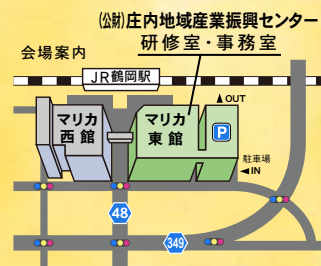 (公財)庄内地域産業振興センター
研修室・事務室
会場案内
JR鶴岡駅
▲OUT
マリカ
西館
マリカ
東館
P
駐車場
◀IN
48
349